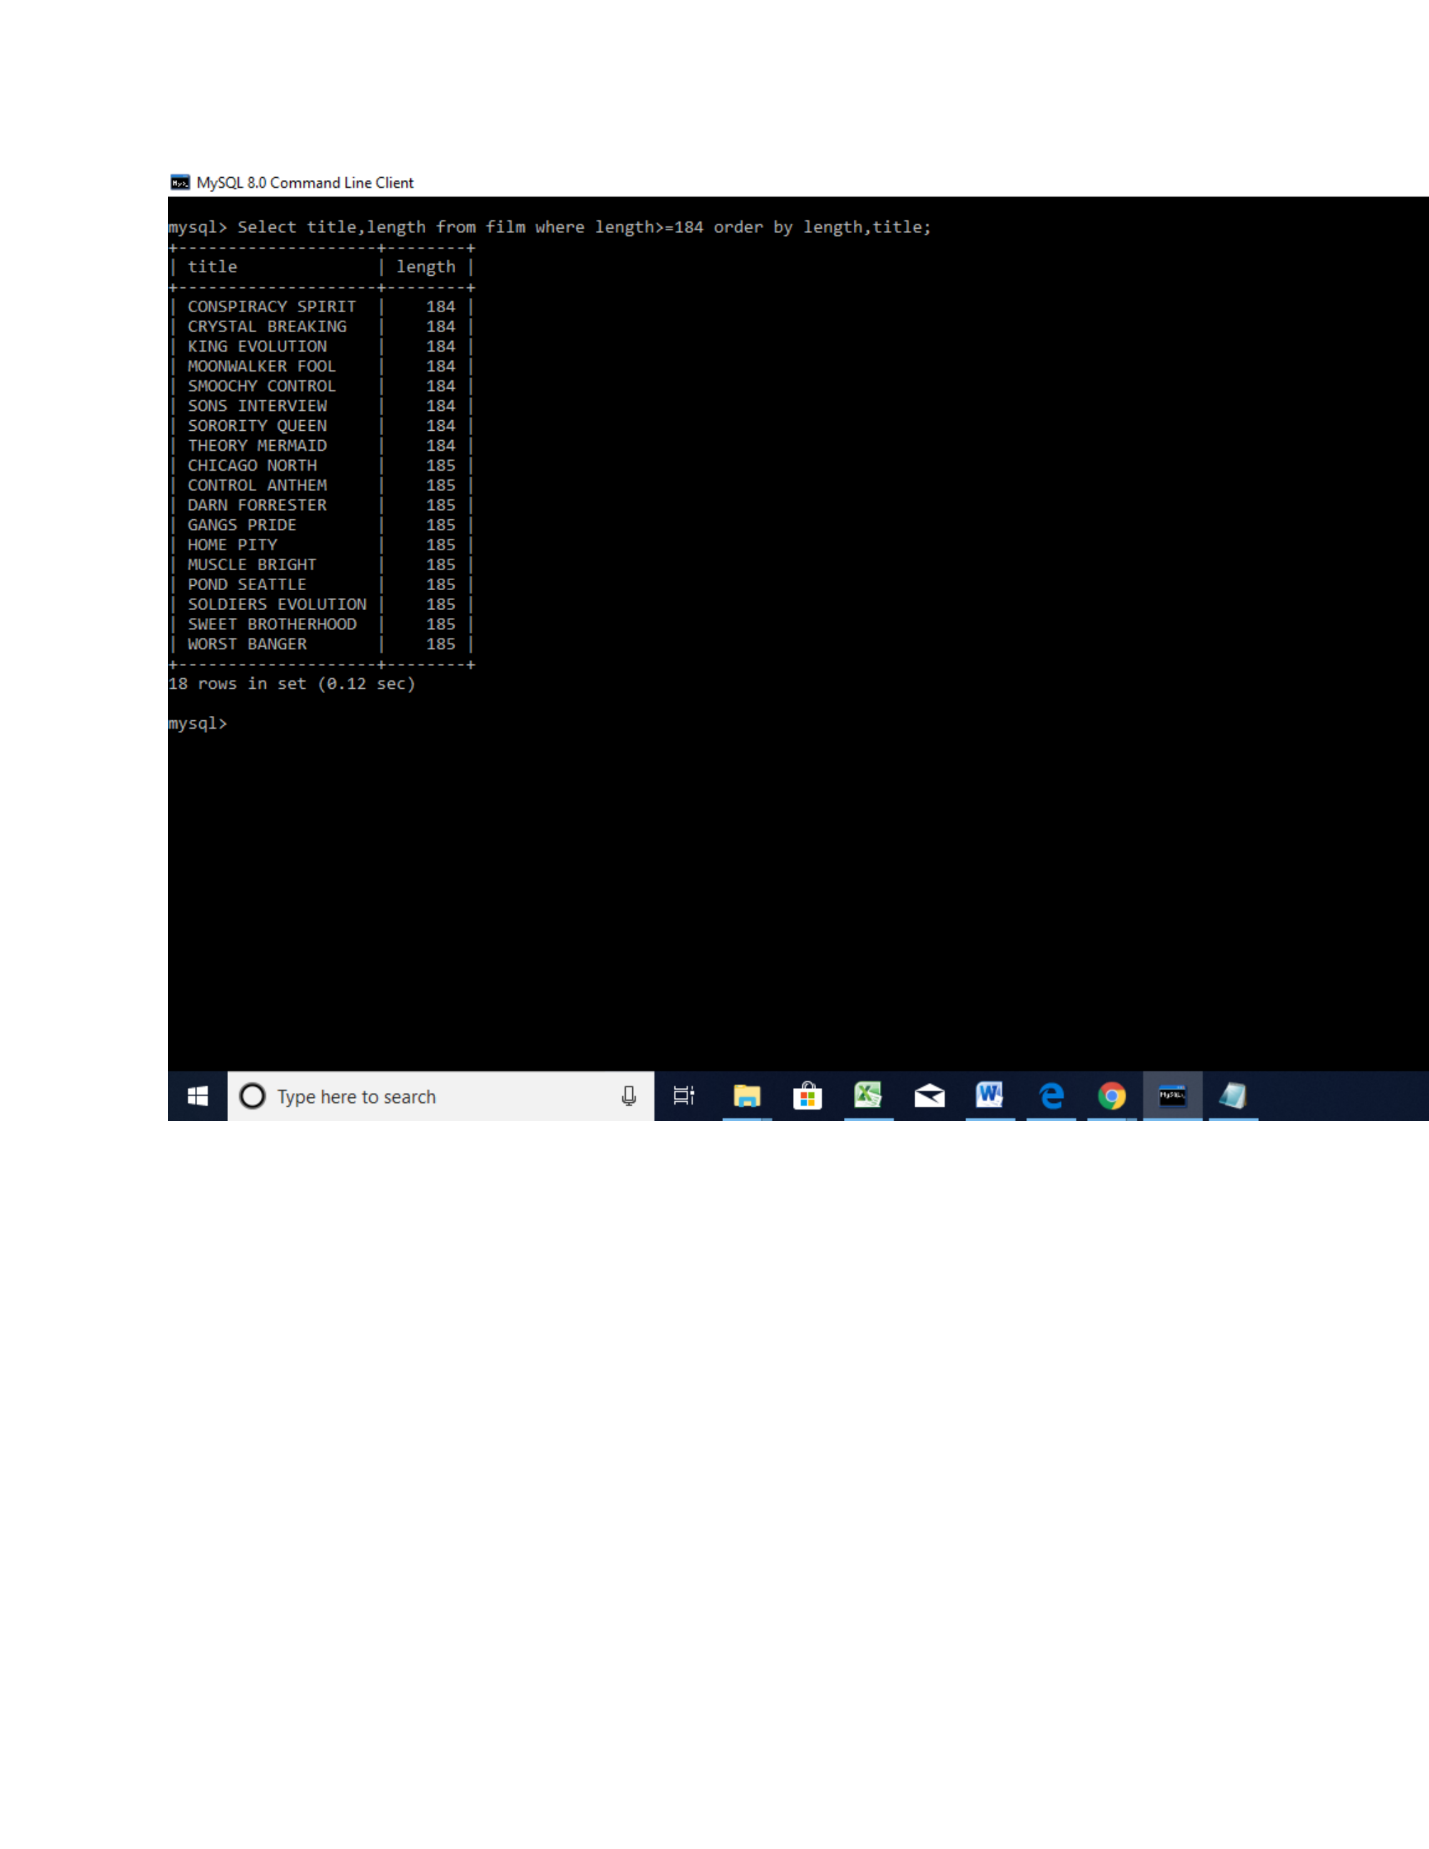 MySQL 8.0 Command Line Client
mysql> Select title,length from film where length>=184 order by length,title;
+--------------------+--------+
| title              | length |
+--------------------+--------+
| CONSPIRACY SPIRIT  |    184 |
| CRYSTAL BREAKING   |    184 |
| KING EVOLUTION     |    184 |
| MOONWALKER FOOL    |    184 |
| SMOOCHY CONTROL    |    184 |
| SONS INTERVIEW     |    184 |
| SORORITY QUEEN     |    184 |
| THEORY MERMAID     |    184 |
| CHICAGO NORTH      |    185 |
| CONTROL ANTHEM     |    185 |
| DARN FORRESTER     |    185 |
| GANGS PRIDE        |    185 |
| HOME PITY          |    185 |
| MUSCLE BRIGHT      |    185 |
| POND SEATTLE       |    185 |
| SOLDIERS EVOLUTION |    185 |
| SWEET BROTHERHOOD  |    185 |
| WORST BANGER       |    185 |
+--------------------+--------+
18 rows in set (0.12 sec)
mysql>
Type here to search